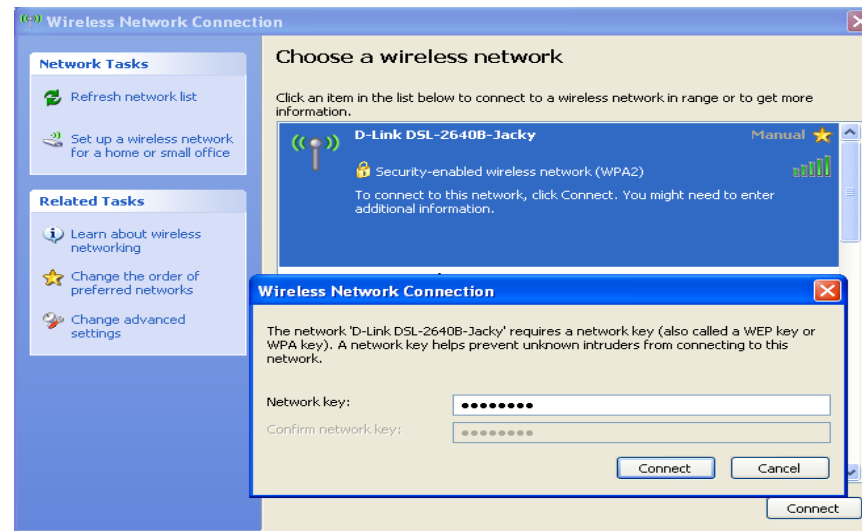 Wireless Network Connection
Network Tasks
Refresh network list
Set up a wireless network
for a home or small office
Related Tasks
Learn about wireless
networking
Change the order of
preferred networks
Change advanced
settings
Choose a wireless network
Click an item in the list below to connect to a wireless network in range or to get more
information.
D-Link DSL-2640B-Jacky
Manual
Security-enabled wireless network (WPA2)
To connect to this network, click Connect. You might need to enter
additional information.
Wireless Network Connection
The network 'D-Link DSL-2640B-Jacky' requires a network key (also called a WEP key or
WPA key). A network key helps prevent unknown intruders from connecting to this
network.
Network key: ●●●●●●●●
Confirm network key: ●●●●●●●●
Connect
Cancel
Connect